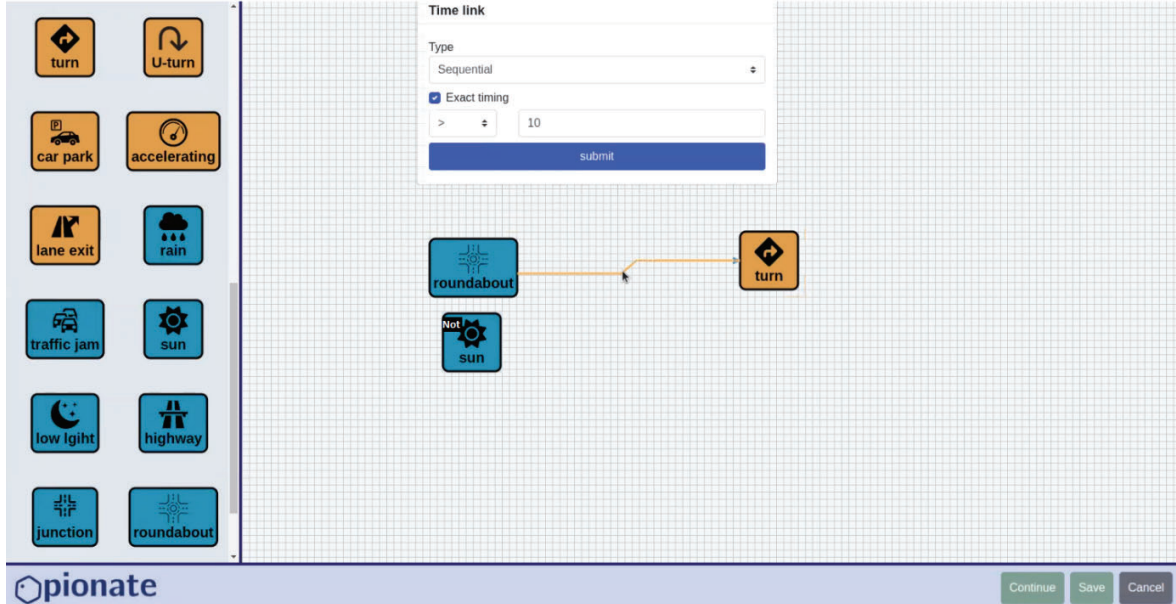 Time link
Type
Sequential
Exact timing
> 10
submit
turn U-turn
P
car park accelerating
lane exit rain
traffic jam sun
low lgiht highway
junction roundabout
roundabout turn
Not
sun
Opionate
Continue Save Cancel